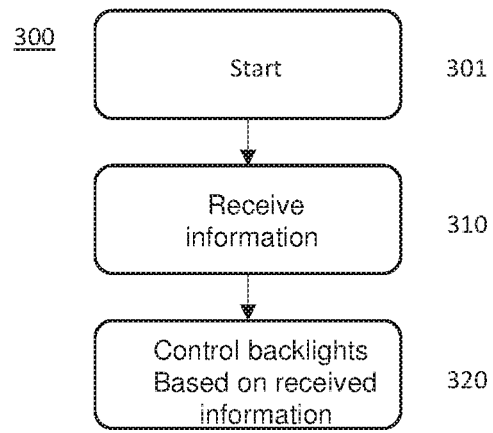 300
Start
301
Receive
information
310
Control backlights
Based on received
information
320